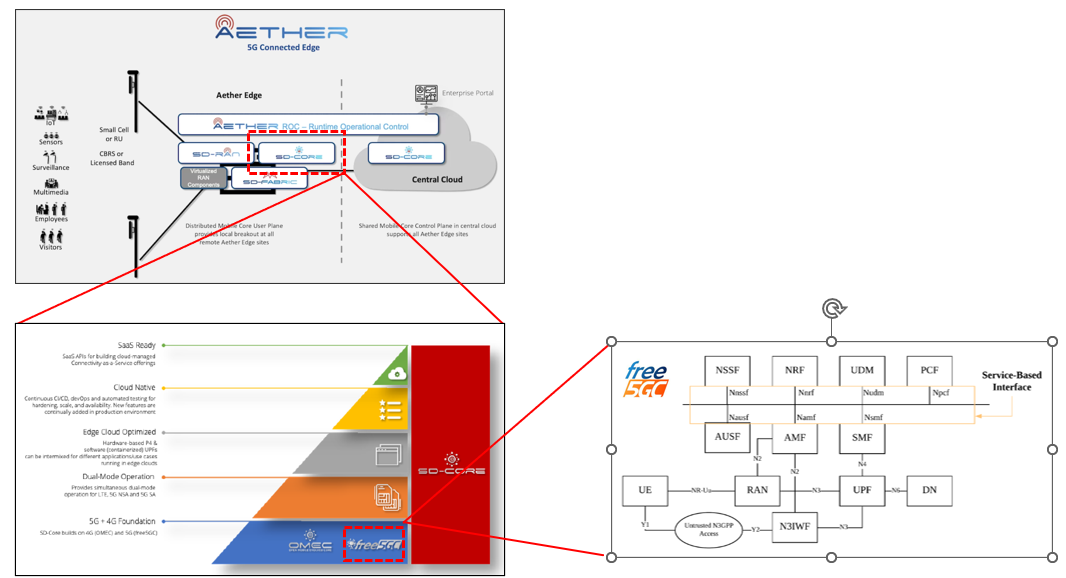 AETHER
5G Connected Edge
Aether Edge
Enterprise Portal
AETHER ROC – Runtime Operational Control
IoT
Sensors
Surveillance
Multimedia
Employees
Visitors
Small Cell
or RU
CBRS or
Licensed Band
SD-RAN
SD-CORE
SD-CORE
Virtualized
RAN
Components
SD-FABRIC
Central Cloud
Distributed Mobile Core User Plane
provides local breakout at all
remote Aether Edge sites
Shared Mobile Core Control Plane in central cloud
supports all Aether Edge sites
SaaS Ready
SaaS APIs for building cloud-managed
Connectivity as a Service offerings
Cloud Native
Continuous CI/CD, devOps and automated testing for
hardening, scale, and availability. New features are
continually added in production environment
Edge Cloud Optimized
Hardware-based P4 &
software (containerized) UPFs
can be intermixed for different applications/use cases
running in edge clouds
Dual-Mode Operation
Provides simultaneous dual-mode
operation for LTE, 5G NSA and 5G SA
5G + 4G Foundation
SD-Core builds on 4G (OMEC) and 5G (free5GC)
OMEC
free5GC
SD-CORE
free
5GC
NSSF
NRF
UDM
PCF
Service-Based
Interface
Nnssf
Nnrf
Nudm
Npcf
Nausf
Namf
Nsmf
AUSF
AMF
SMF
N2
N2
N4
UE
NR-Uu
RAN
N3
UPF
N6
DN
Y1
Untrusted N3GPP
Access
Y2
N3IWF
N3